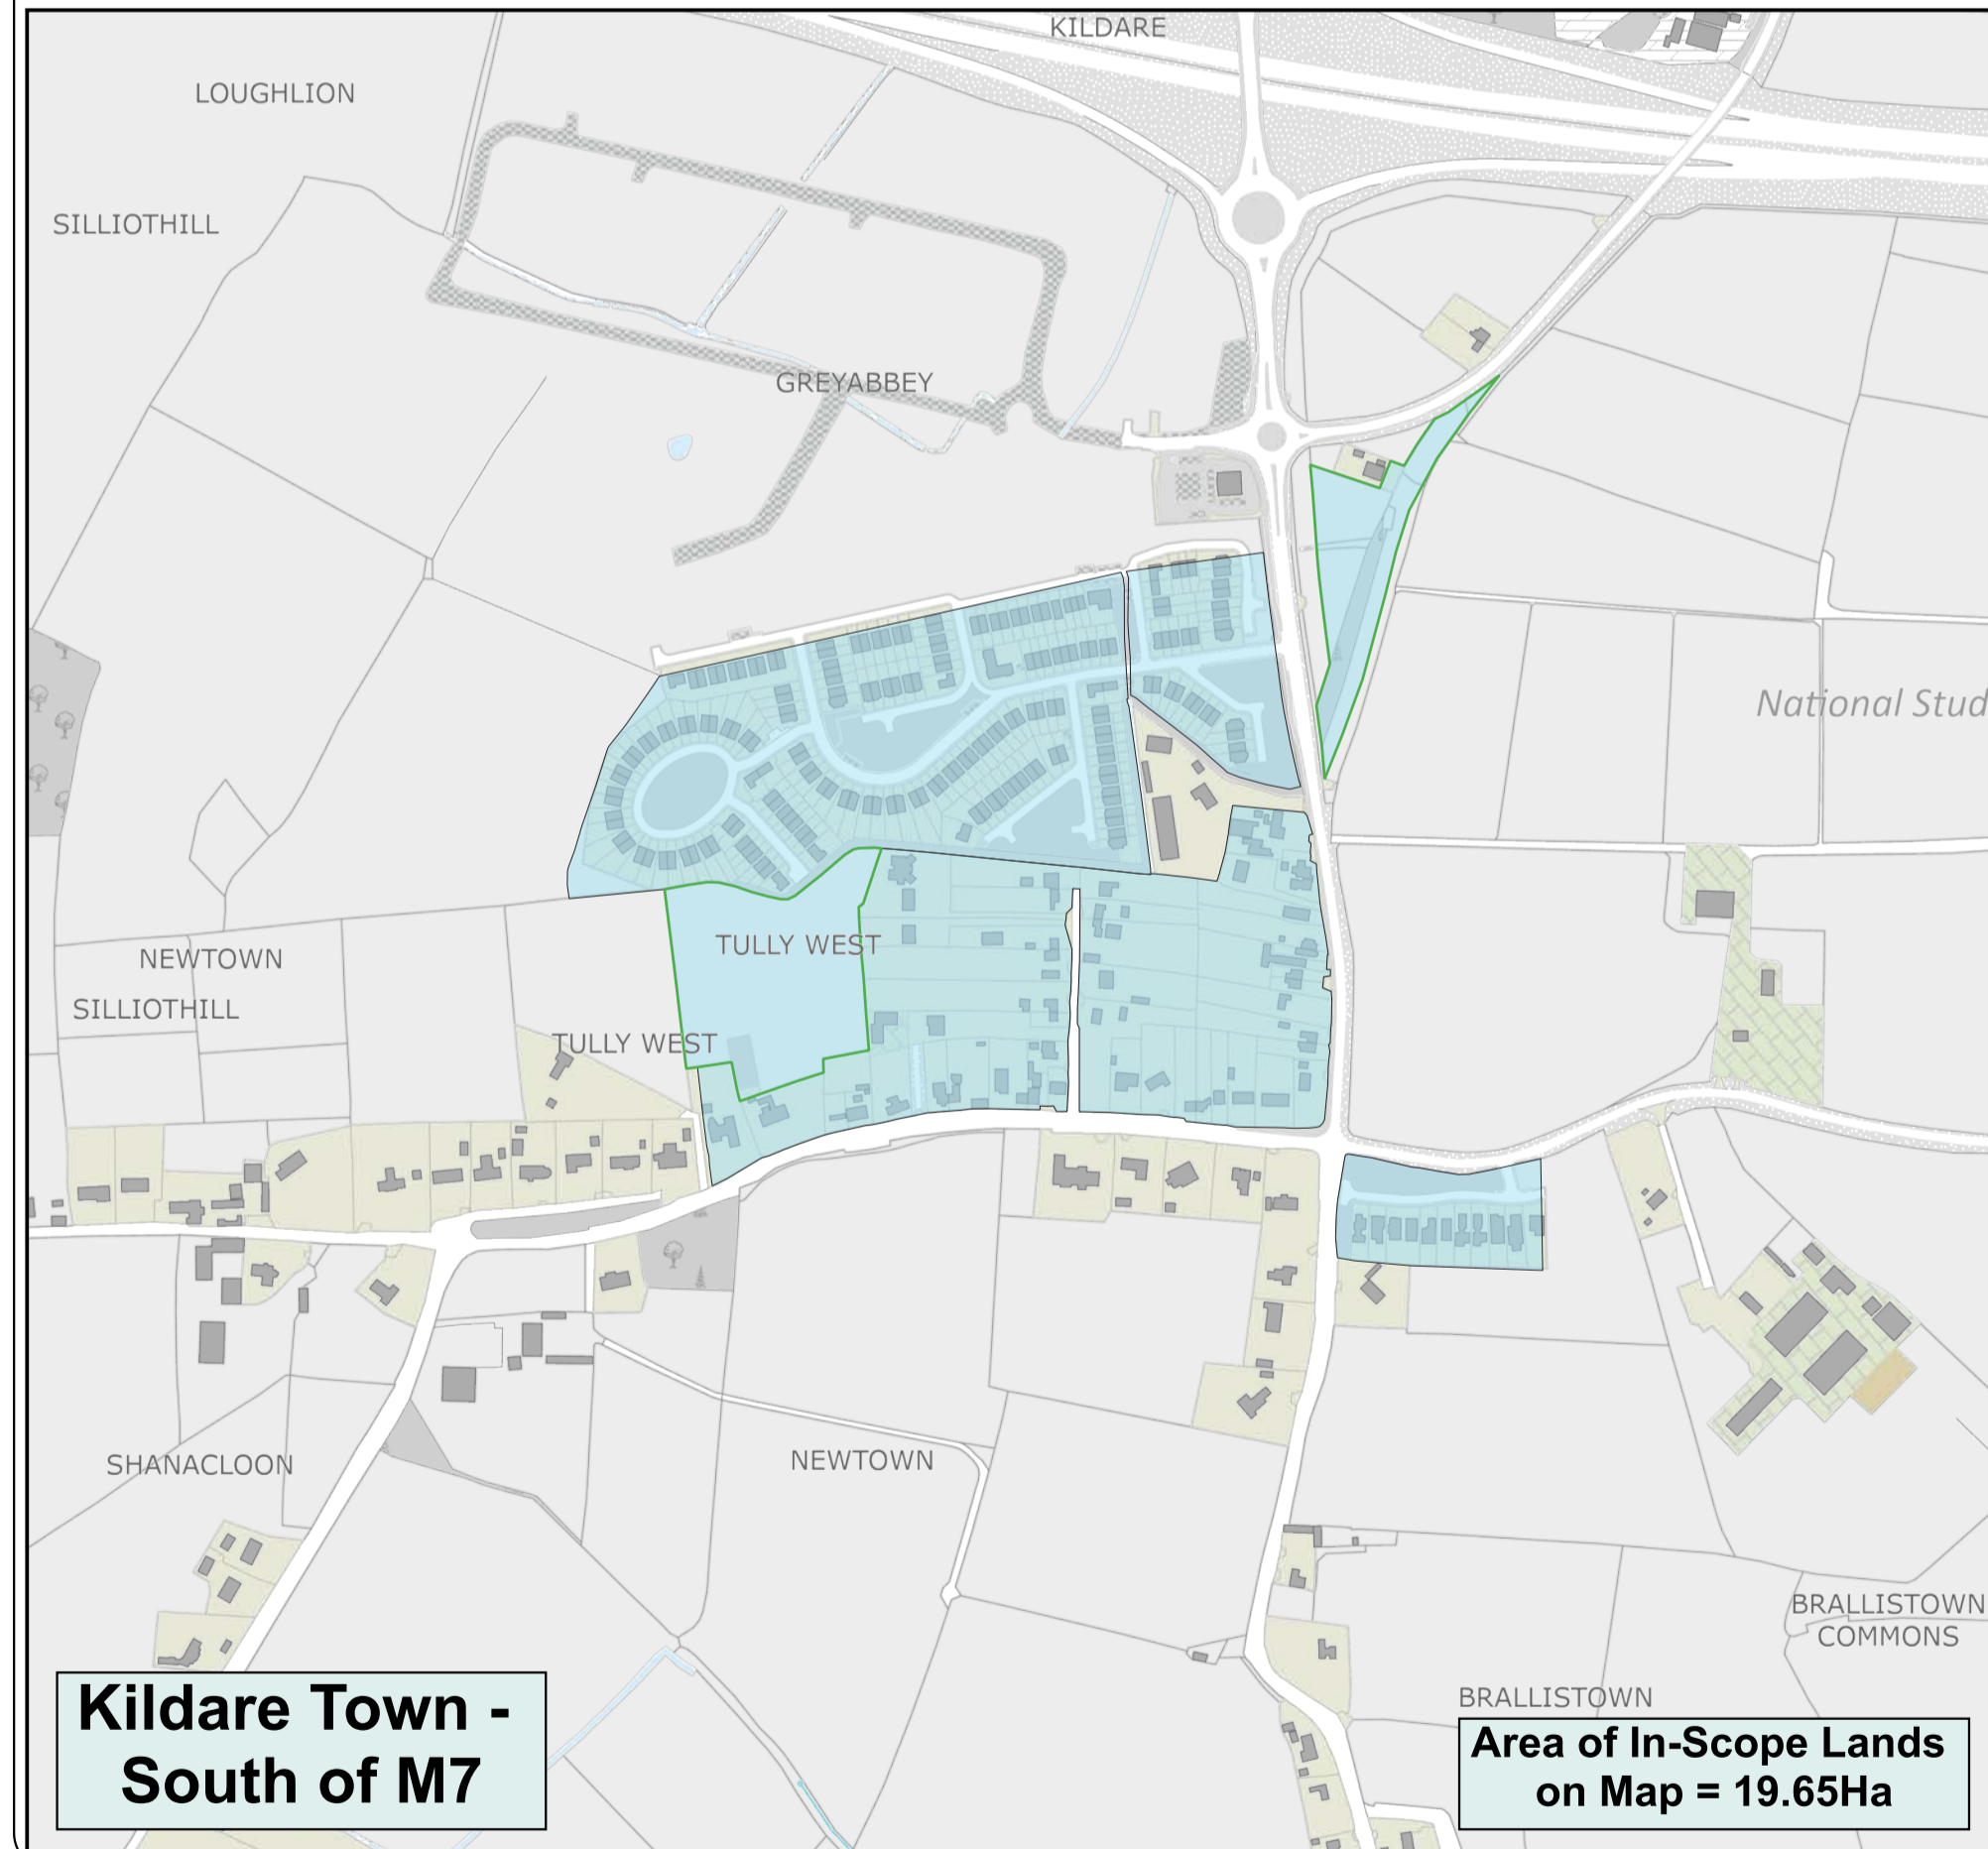 KILDARE
LOUGHLION
SILLIOTHILL
GREYABBEY
National Stud
TULLY WEST
NEWTOWN
SILLIOTHILL
TULLY WEST
SHANACLOON
NEWTOWN
BRALLISTOWN
COMMONS
BRALLISTOWN
Kildare Town -
South of M7
Area of In-Scope Lands
on Map = 19.65Ha